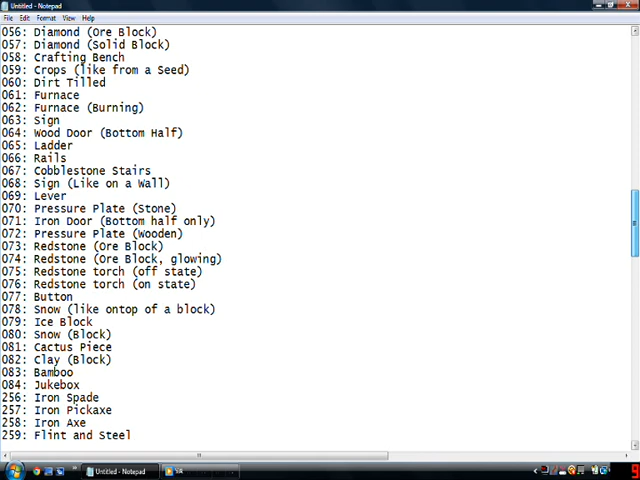 Untitled - Notepad
File Edit Format View Help
056: Diamond (Ore Block)
057: Diamond (Solid Block)
058: Crafting Bench
059: Crops (like from a Seed)
060: Dirt Tilled
061: Furnace
062: Furnace (Burning)
063: Sign
064: Wood Door (Bottom Half)
065: Ladder
066: Rails
067: Cobblestone Stairs
068: Sign (Like on a Wall)
069: Lever
070: Pressure Plate (Stone)
071: Iron Door (Bottom half only)
072: Pressure Plate (Wooden)
073: Redstone (Ore Block)
074: Redstone (Ore Block, glowing)
075: Redstone torch (off state)
076: Redstone torch (on state)
077: Button
078: Snow (like ontop of a block)
079: Ice Block
080: Snow (Block)
081: Cactus Piece
082: Clay (Block)
083: Bamboo
084: Jukebox
256: Iron Spade
257: Iron Pickaxe
258: Iron Axe
259: Flint and Steel
Untitled - Notepad